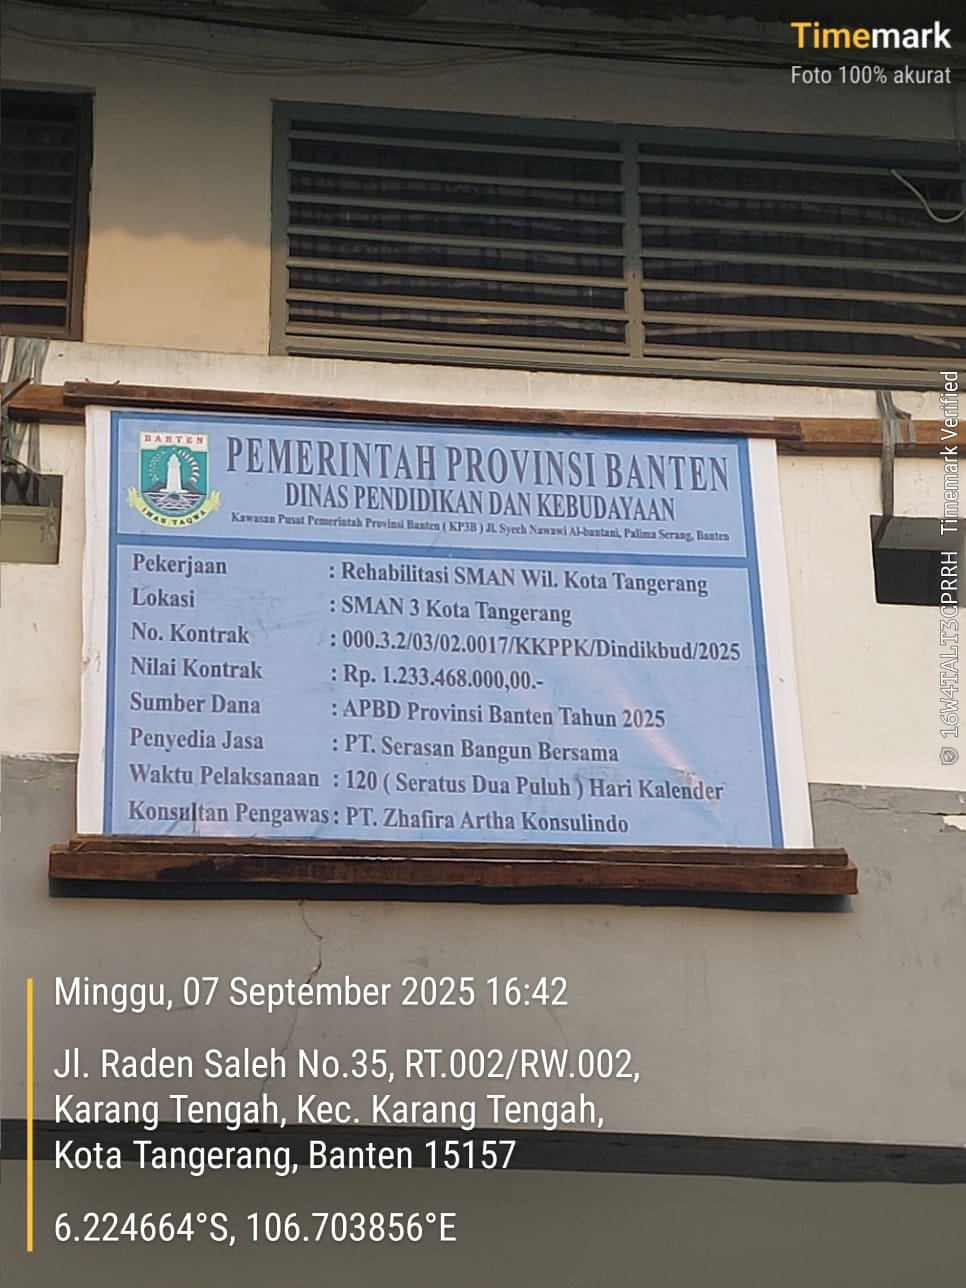 Timemark
Foto 100% akurat
BANTEN
IMAN TAQWA
PEMERINTAH PROVINSI BANTEN
DINAS PENDIDIKAN DAN KEBUDAYAAN
Kawasan Pusat Pemerintah Provinsi Banten ( KP3B ) Jl. Syech Nawawi Al-bantani, Palima Serang, Banten
Pekerjaan : Rehabilitasi SMAN Wil. Kota Tangerang
Lokasi : SMAN 3 Kota Tangerang
No. Kontrak : 000.3.2/03/02.0017/KKPPK/Dindikbud/2025
Nilai Kontrak : Rp. 1.233.468.000,00.-
Sumber Dana : APBD Provinsi Banten Tahun 2025
Penyedia Jasa : PT. Serasan Bangun Bersama
Waktu Pelaksanaan : 120 ( Seratus Dua Puluh ) Hari Kalender
Konsultan Pengawas : PT. Zhafira Artha Konsulindo
Minggu, 07 September 2025 16:42
Jl. Raden Saleh No.35, RT.002/RW.002,
Karang Tengah, Kec. Karang Tengah,
Kota Tangerang, Banten 15157
6.224664°S, 106.703856°E
© 16W4TALT3CPRRH Timemark Verified